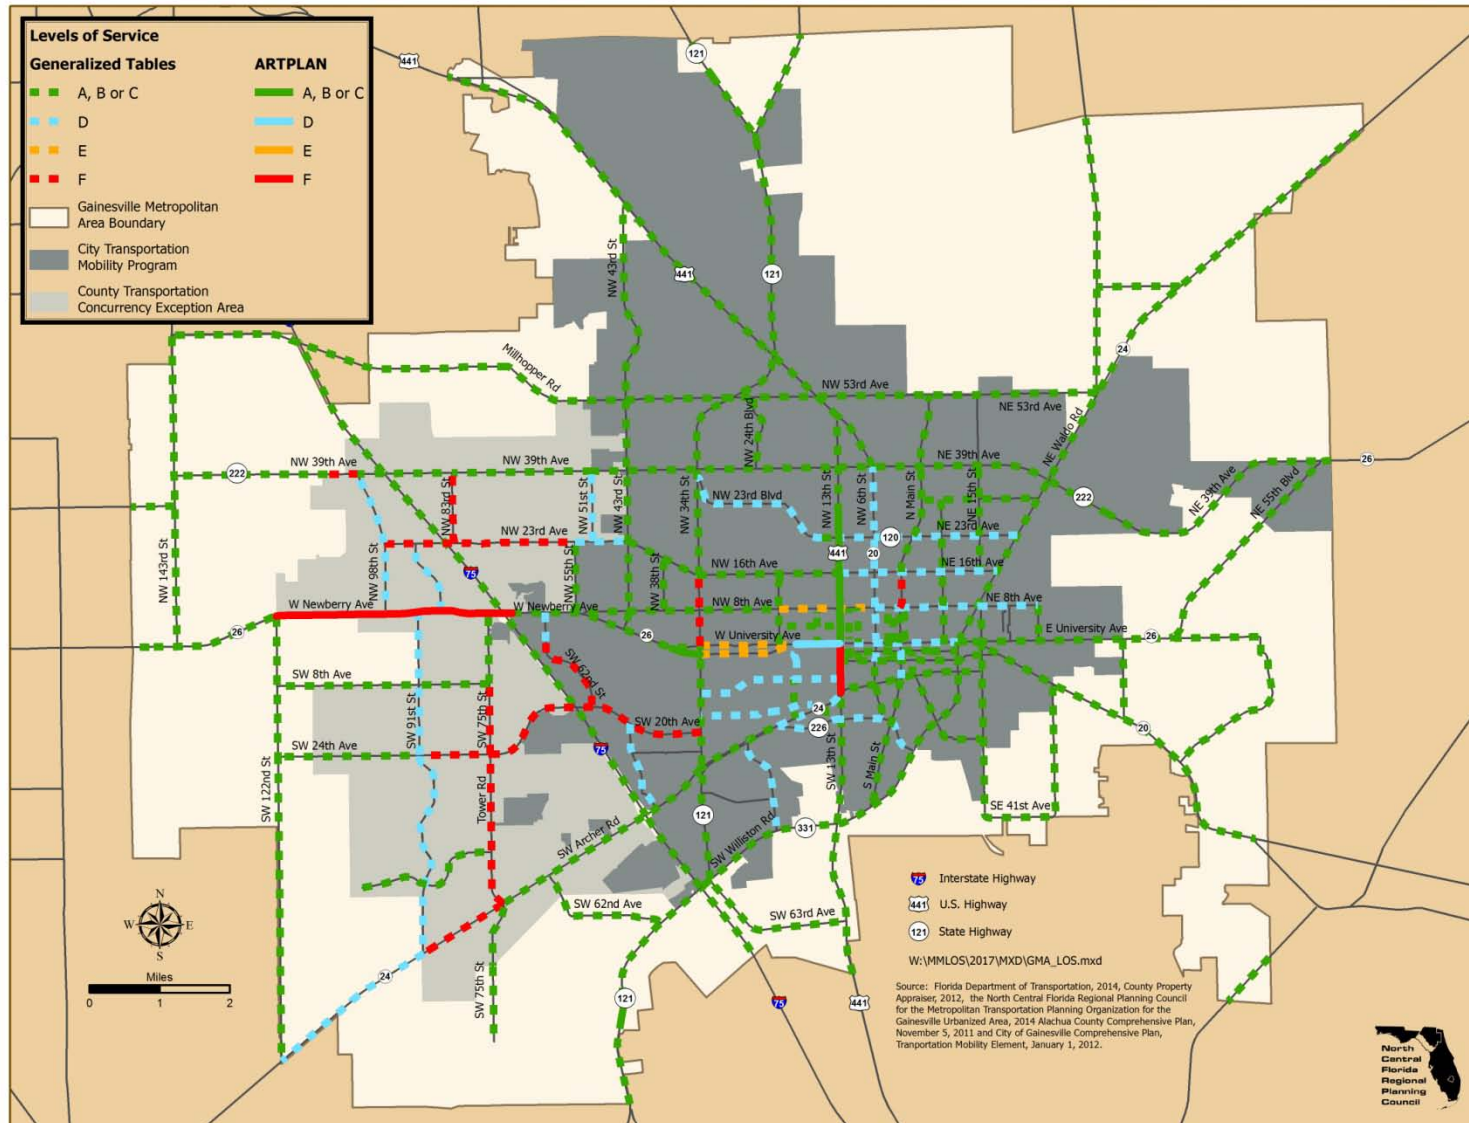 Levels of Service
Generalized Tables
ARTPLAN
A, B or C
A, B or C
D
D
E
E
F
F
Gainesville Metropolitan
Area Boundary
City Transportation
Mobility Program
County Transportation
Concurrency Exception Area
441
121
NW 43rd St
441
121
Millhopper Rd
24
NW 53rd Ave
NE 53rd Ave
NW 24th Blvd
NE Waldo Rd
222
NW 39th Ave
NW 39th Ave
NE 39th Ave
26
NW 83rd St
NW 51st St
NW 43rd St
NW 34th St
NW 23rd Blvd
NW 13th St
NW 6th St
N Main St
NE 15th St
222
NE 39th Ave
NE 55th Blvd
NW 143rd St
NW 98th St
NW 23rd Ave
120
NE 23rd Ave
441
20
75
NW 55th St
NW 38th St
NW 16th Ave
NE 16th Ave
W Newberry Ave
W Newberry Ave
NW 8th Ave
NE 8th Ave
26
26
W University Ave
E University Ave
26
SW 8th Ave
SW 62nd St
SW 91st St
SW 75th St
SW 20th Ave
24
226
20
SW 24th Ave
75
SW 122nd St
Tower Rd
SW 13th St
S Main St
SE 41st Ave
121
331
SW Archer Rd
SW Williston Rd
SW 62nd Ave
SW 63rd Ave
SW 75th St
24
121
75
441
N
W
E
S
Miles
0
1
2
75
Interstate Highway
441
U.S. Highway
121
State Highway
W:\MMLOS\2017\MXD\GMA_LOS.mxd
Source: Florida Department of Transportation, 2014, County Property
Appraiser, 2012, the North Central Florida Regional Planning Council
for the Metropolitan Transportation Planning Organization for the
Gainesville Urbanized Area, 2014 Alachua County Comprehensive Plan,
November 5, 2011 and City of Gainesville Comprehensive Plan,
Tranportation Mobility Element, January 1, 2012.
North
Central
Florida
Regional
Planning
Council